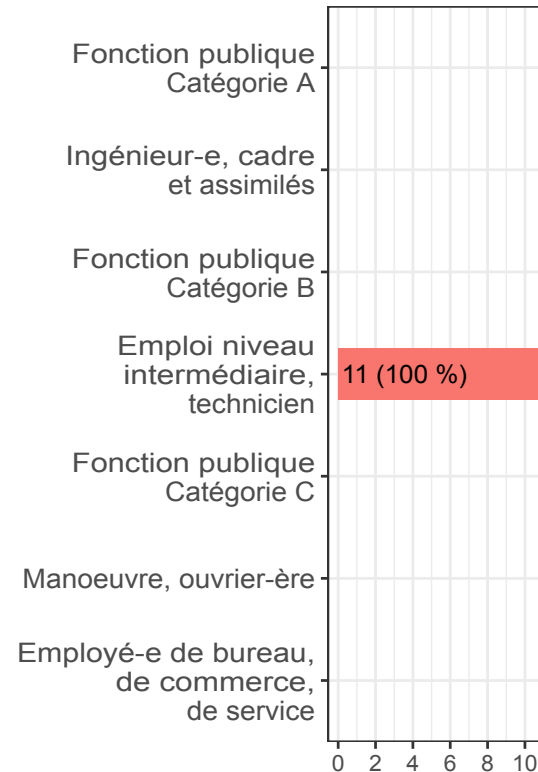 Fonction publique
Catégorie A
Ingénieur-e, cadre
et assimilés
Fonction publique
Catégorie B
Emploi niveau
intermédiaire,
technicien
11 (100 %)
Fonction publique
Catégorie C
Manoeuvre, ouvrier-ère
Employé-e de bureau,
de commerce,
de service
0 2 4 6 8 10